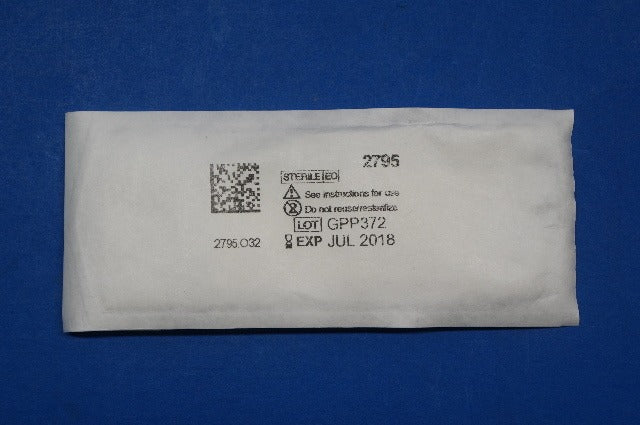 2795
STERILE EO
See instructions for use
Do not reuse/resterilize
LOT GPP372
2795.O32
EXP JUL 2018